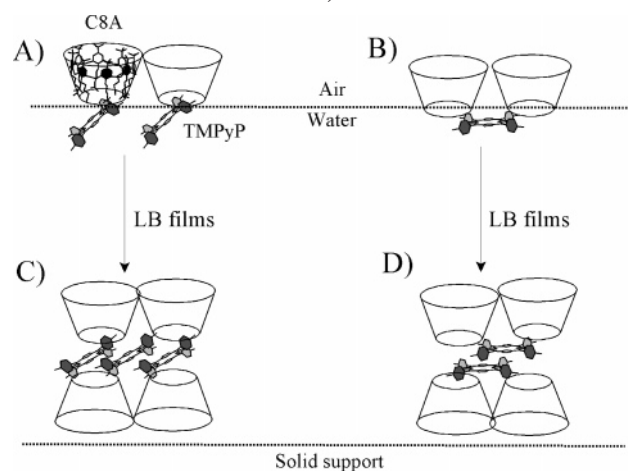 C8A
A)
B)
Air
Water
TMPyP
LB films
LB films
C)
D)
Solid support